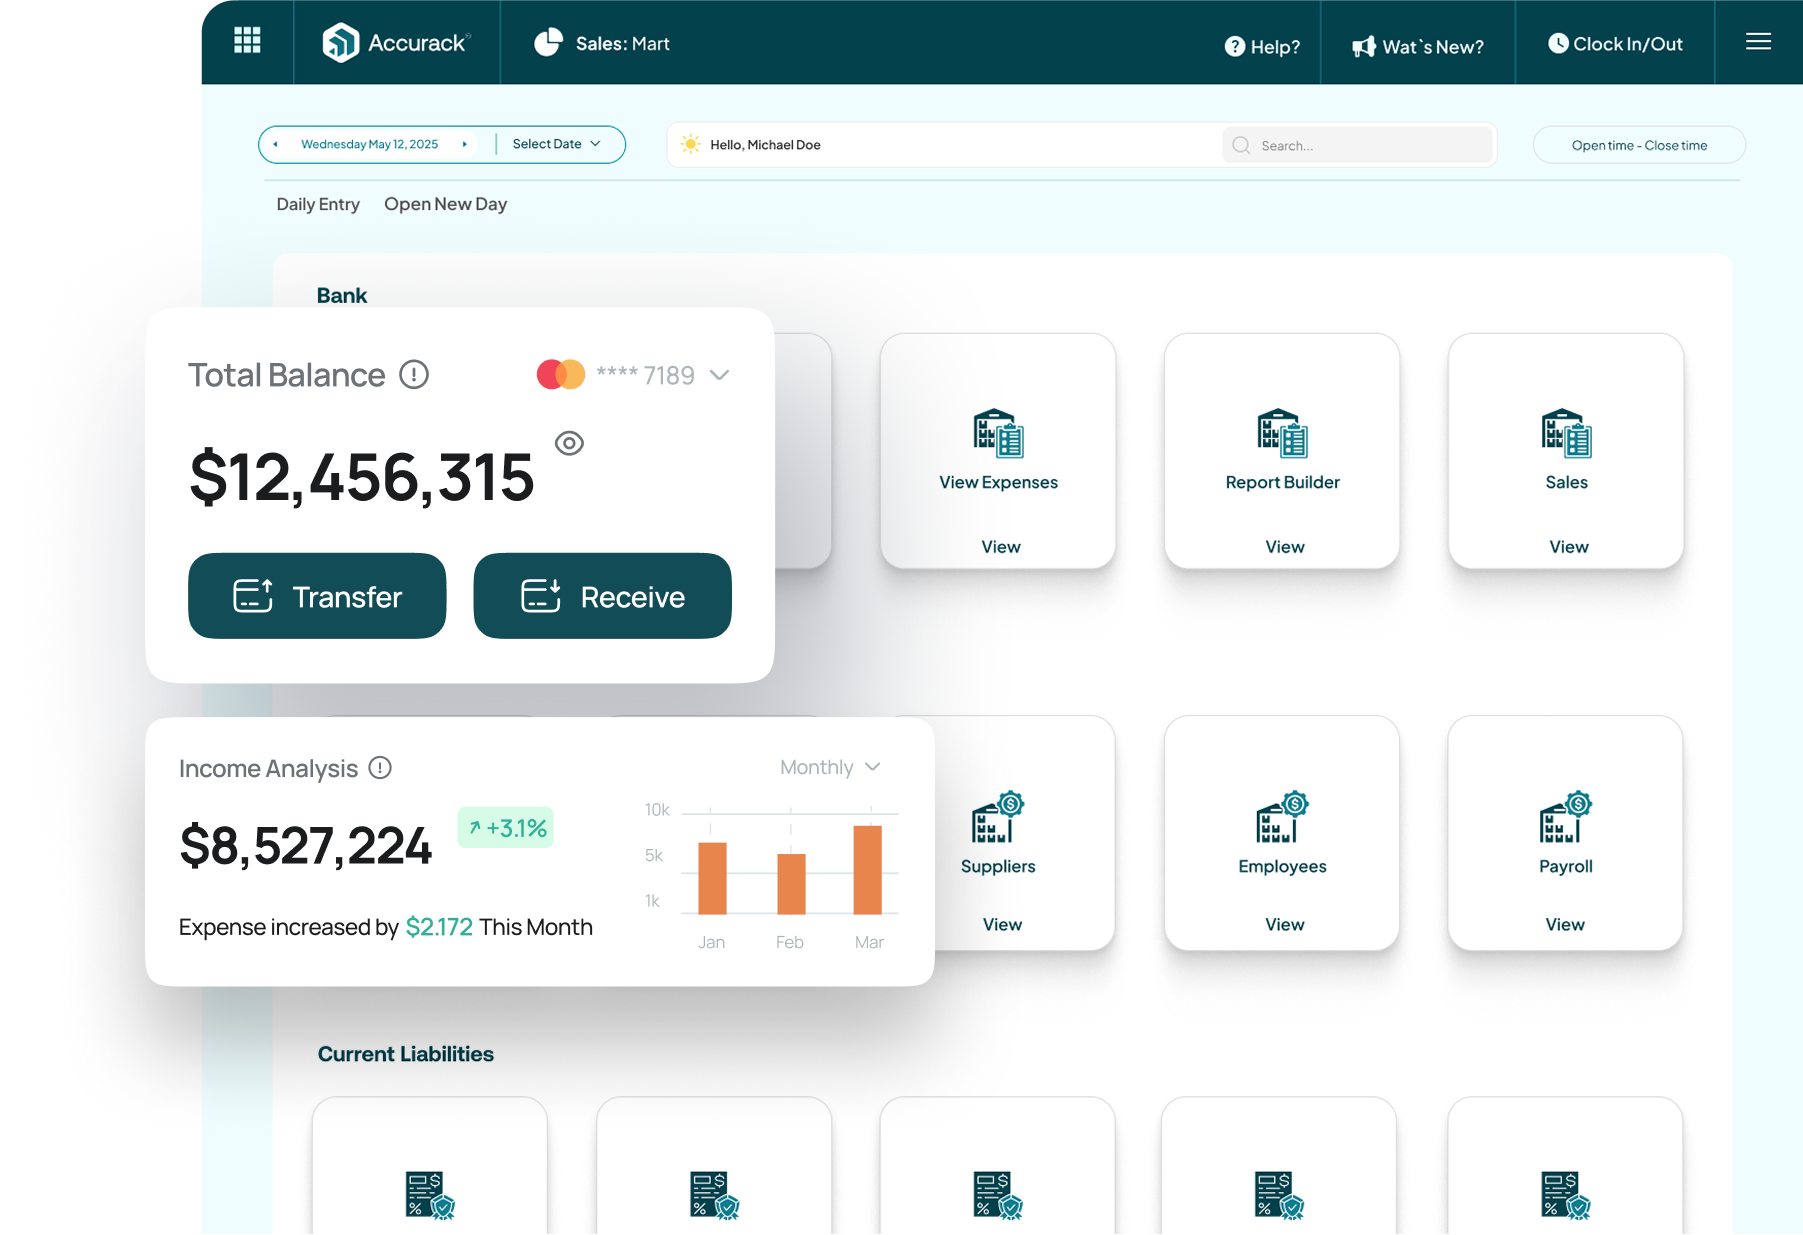 Accurack
Sales: Mart
Help?
Wat`s New?
Clock In/Out
Wednesday May 12, 2025
Select Date
Hello, Michael Doe
Search...
Open time - Close time
Daily Entry
Open New Day
Bank
Total Balance
**** 7189
$12,456,315
Transfer
Receive
View Expenses
View
Report Builder
View
Sales
View
Income Analysis
Monthly
$8,527,224
+3.1%
Expense increased by $2.172 This Month
10k
5k
1k
Jan
Feb
Mar
Suppliers
View
Employees
View
Payroll
View
Current Liabilities